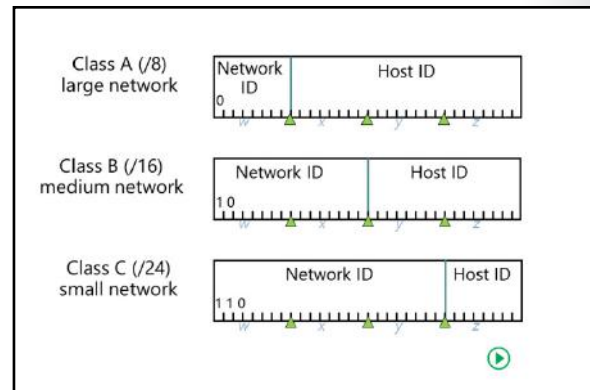 Class A (/8)
large network
Network
ID
Host ID
0
w x y z
Class B (/16)
medium network
Network ID
Host ID
1 0
w x y z
Class C (/24)
small network
Network ID
Host ID
1 1 0
w x y z